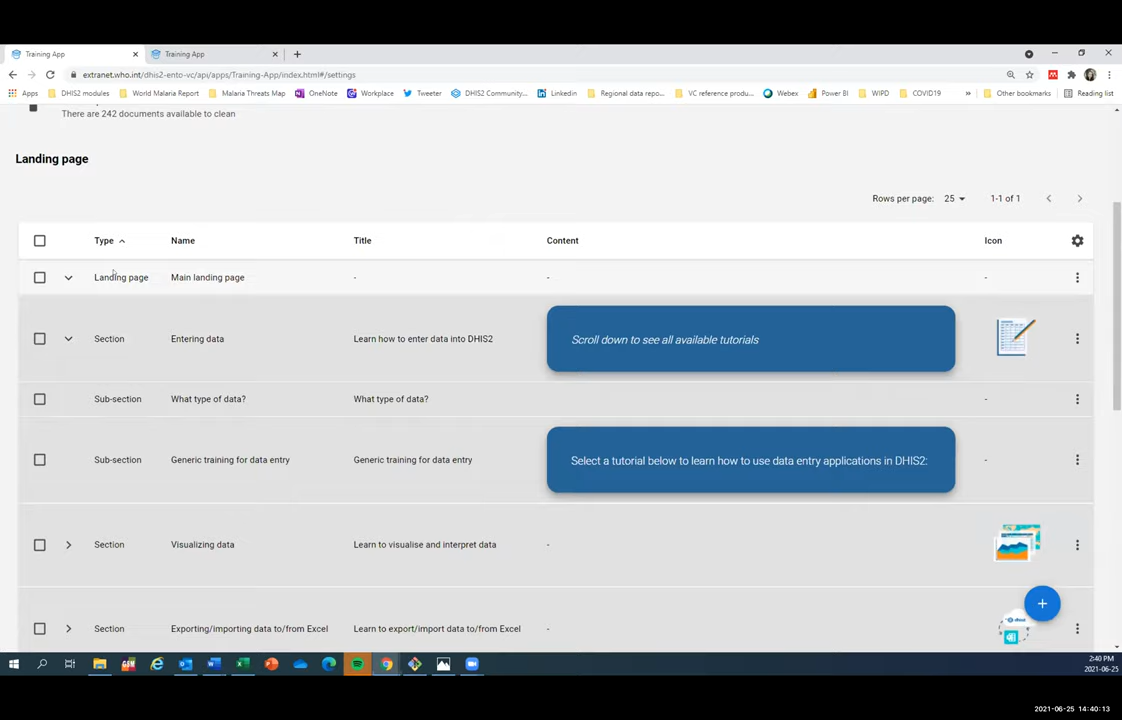 Training App
Training App
extranet.who.int/dhis2-ento-vc/api/apps/Training-App/index.html#/settings
Apps DHIS2 modules World Malaria Report Malaria Threats Map OneNote Workplace Tweeter DHIS2 Community... Linkedin Regional data repo... VC reference produ... Webex Power BI WIPD COVID19 » Other bookmarks Reading list
There are 242 documents available to clean
Landing page
Rows per page: 25 1-1 of 1
Type Name Title Content Icon
Landing page Main landing page - - -
Section Entering data Learn how to enter data into DHIS2 Scroll down to see all available tutorials
Sub-section What type of data? What type of data? -
Sub-section Generic training for data entry Generic training for data entry Select a tutorial below to learn how to use data entry applications in DHIS2: -
Section Visualizing data Learn to visualise and interpret data -
Section Exporting/importing data to/from Excel Learn to export/import data to/from Excel -
2:40 PM
2021-06-25
2021-06-25 14:40:13